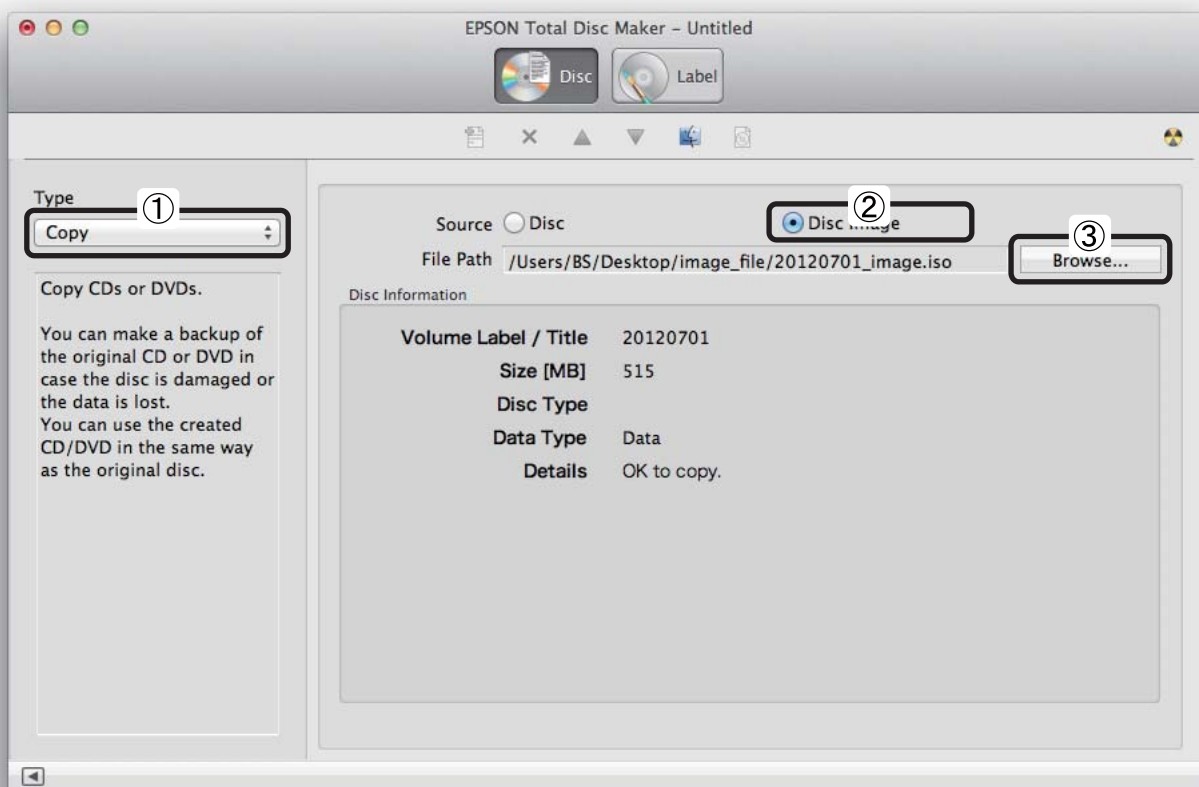 EPSON Total Disc Maker – Untitled
Disc
Label
Type
①
Copy
Copy CDs or DVDs.
You can make a backup of
the original CD or DVD in
case the disc is damaged or
the data is lost.
You can use the created
CD/DVD in the same way
as the original disc.
Source Disc Disc Image
②
File Path /Users/BS/Desktop/image_file/20120701_image.iso Browse...
③
Disc Information
Volume Label / Title 20120701
Size [MB] 515
Disc Type
Data Type Data
Details OK to copy.